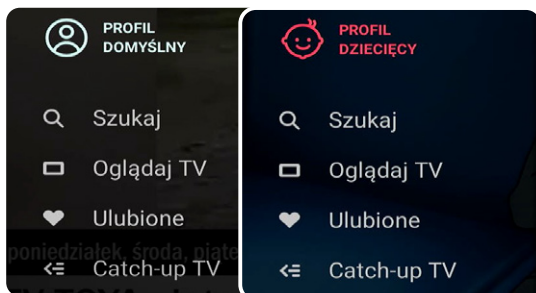 PROFIL
DOMYŚLNY
Szukaj
Oglądaj TV
Ulubione
poniedziałek, środa, piąte
Catch-up TV
PROFIL
DZIECIĘCY
Szukaj
Oglądaj TV
Ulubione
Catch-up TV